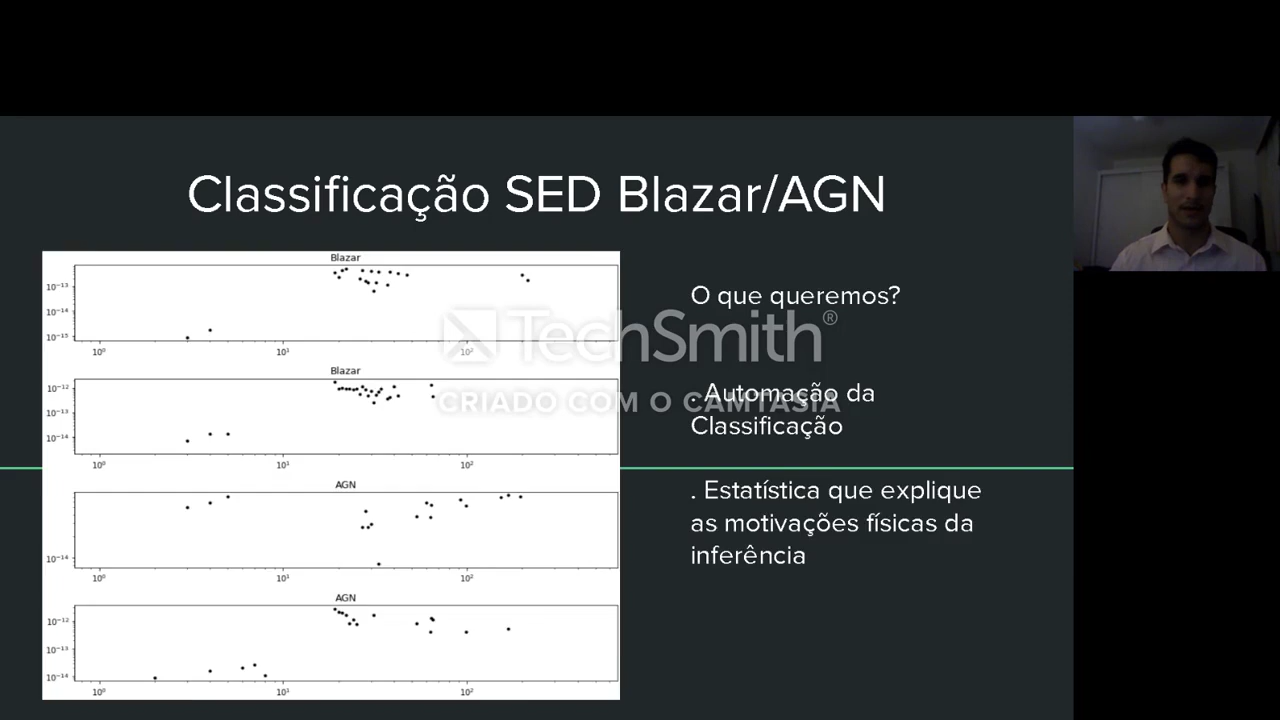 Classificação SED Blazar/AGN
Blazar
10⁻¹³
10⁻¹⁴
10⁻¹⁵
10⁰ 10¹ 10²
Blazar
10⁻¹²
10⁻¹³
10⁻¹⁴
10⁰ 10¹ 10²
AGN
10⁻¹⁴
10⁰ 10¹ 10²
AGN
10⁻¹²
10⁻¹³
10⁻¹⁴
10⁰ 10¹ 10²
O que queremos?
TechSmith®
CRIADO COM O CAMTASIA
. Automação da
Classificação
. Estatística que explique
as motivações físicas da
inferência